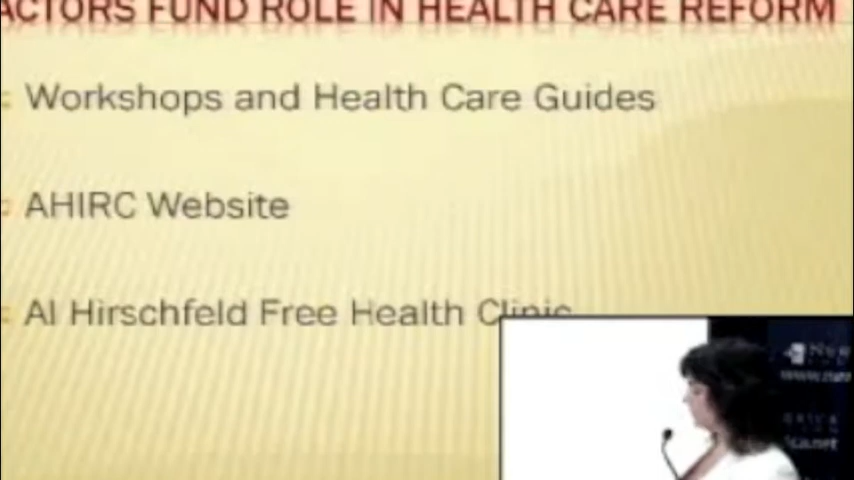 ACTORS FUND ROLE IN HEALTH CARE REFORM
Workshops and Health Care Guides
AHIRC Website
Al Hirschfeld Free Health Clinic